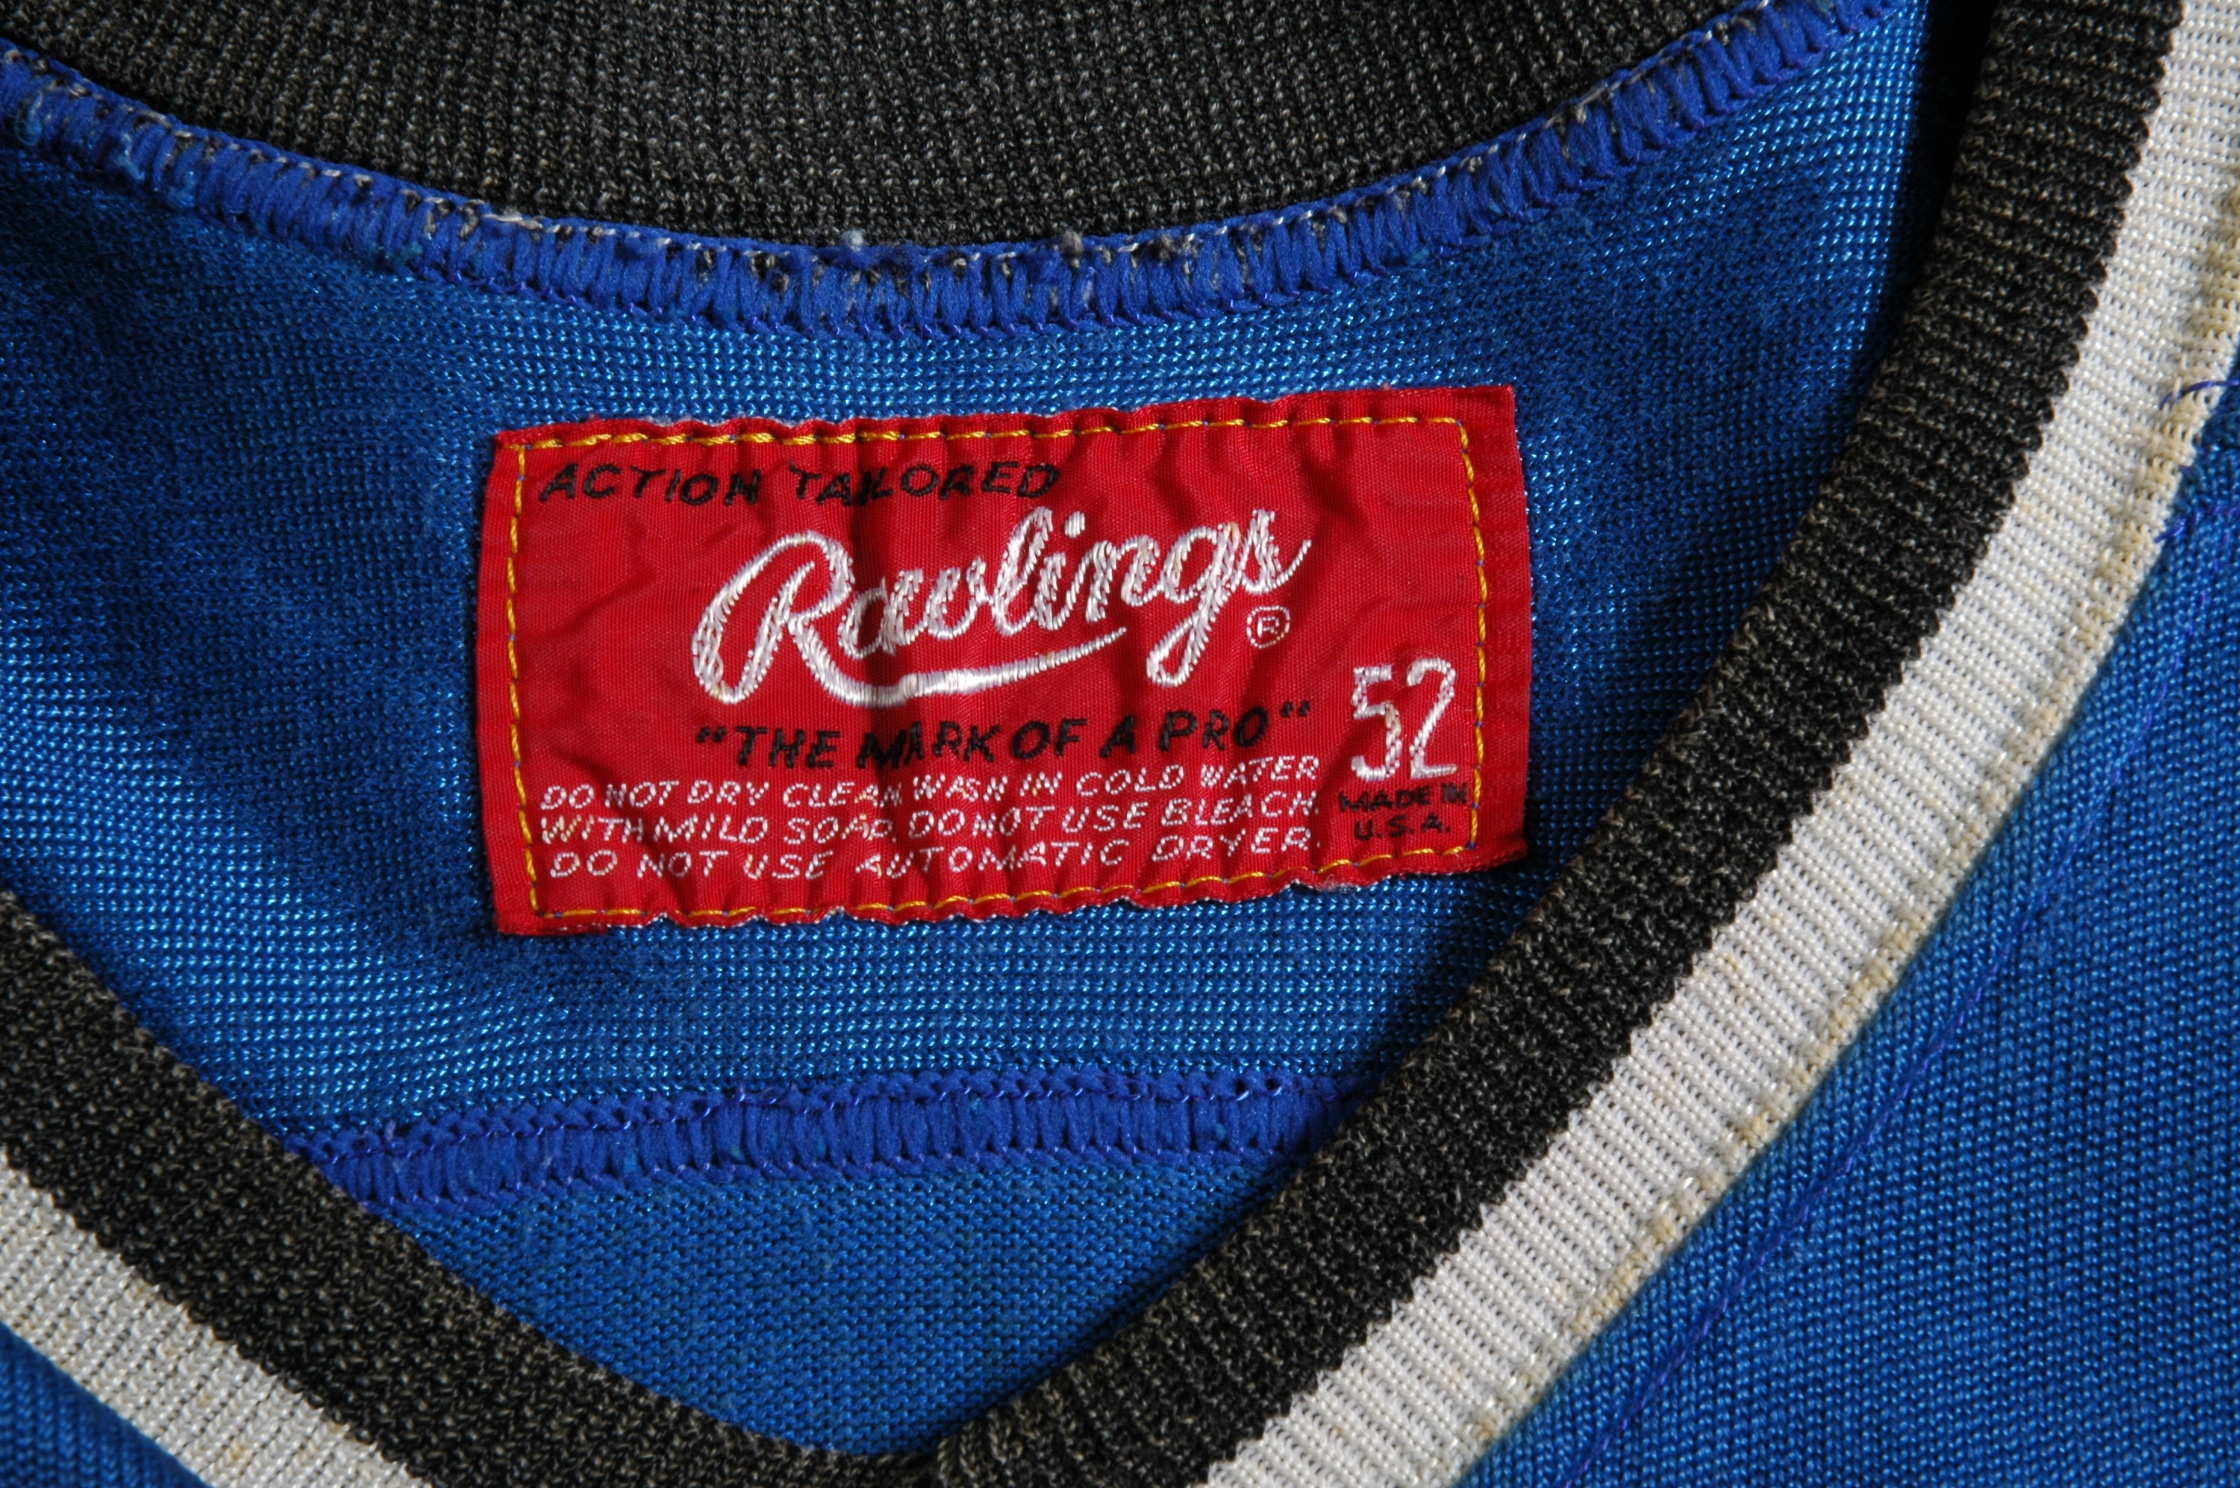 ACTION TAILORED
Rawlings ®
"THE MARK OF A PRO"
52
DO NOT DRY CLEAN, WASH IN COLD WATER
WITH MILD SOAP, DO NOT USE BLEACH,
DO NOT USE AUTOMATIC DRYER.
MADE IN
U.S.A.